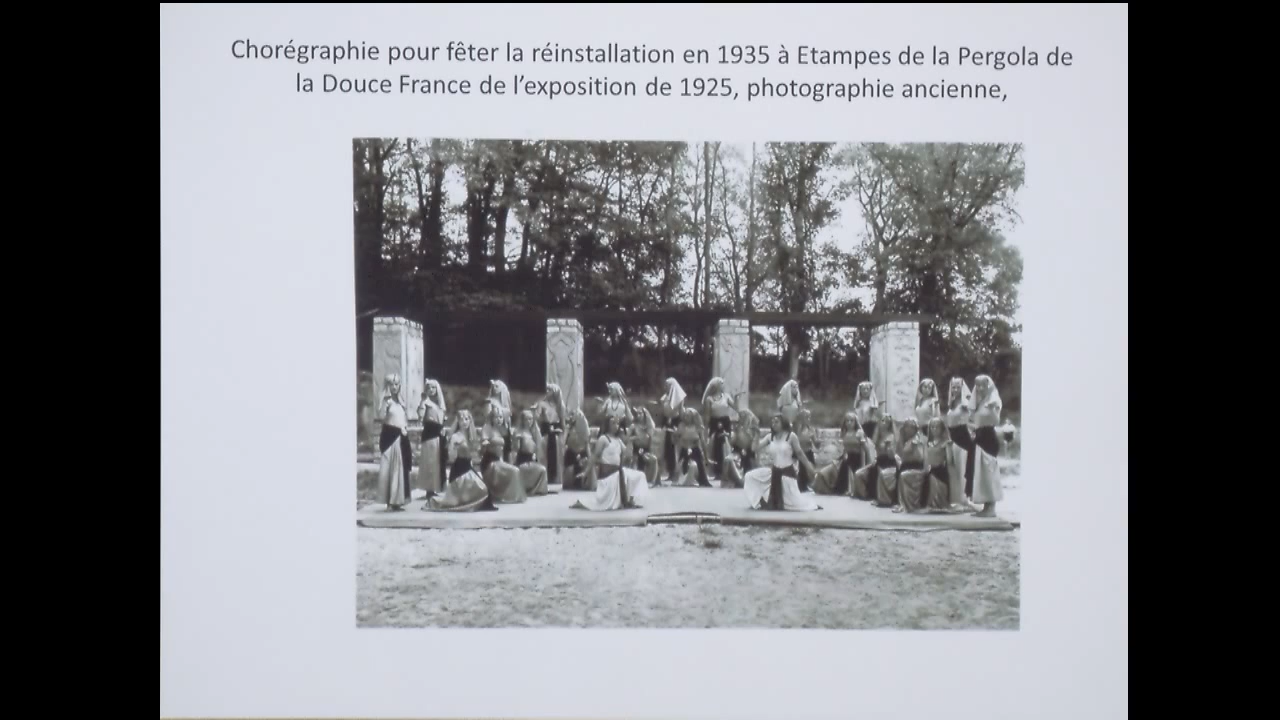 Chorégraphie pour fêter la réinstallation en 1935 à Etampes de la Pergola de
la Douce France de l’exposition de 1925, photographie ancienne,